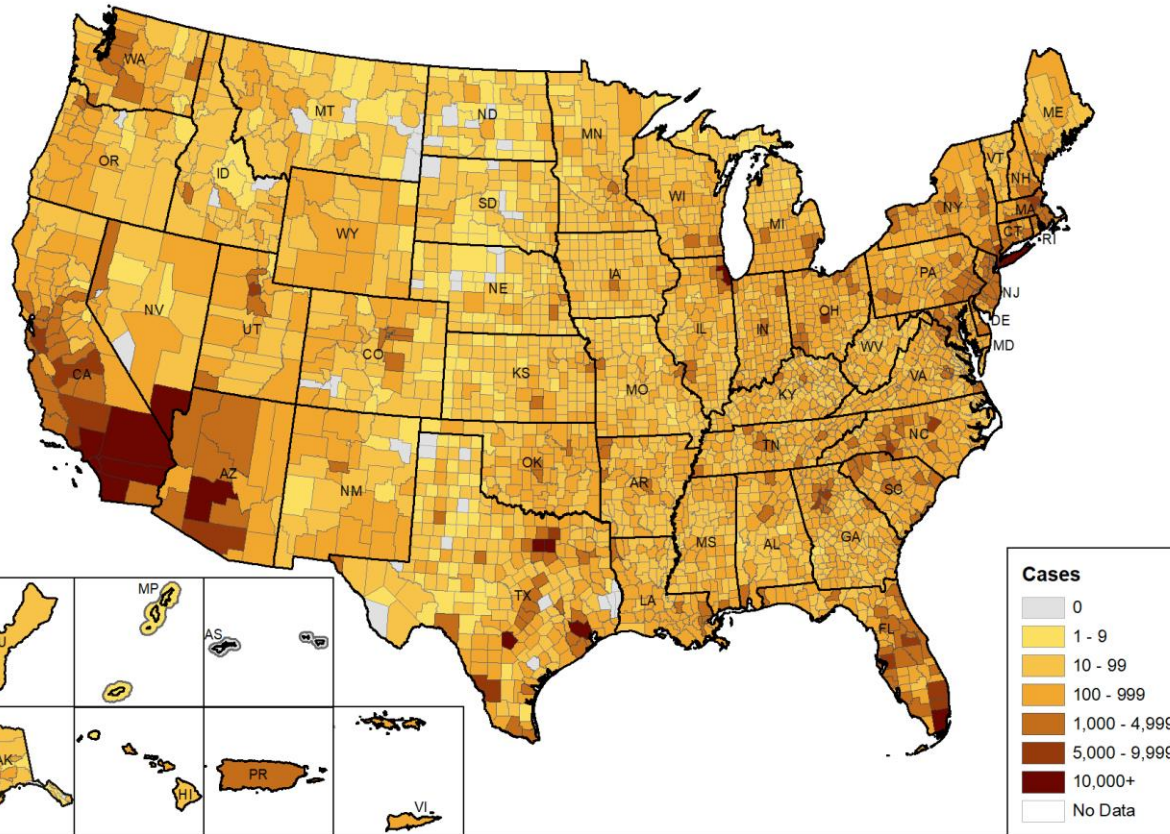 WA
MT
ND
MN
ME
OR
ID
SD
WI
MI
VT
NH
NY
MA
CT
RI
WY
IA
PA
NJ
NV
UT
CO
NE
IL
IN
OH
DE
MD
CA
KS
MO
WV
VA
KY
AZ
NM
OK
AR
TN
NC
SC
TX
LA
MS
AL
GA
FL
MP
AS
AK
HI
PR
VI
Cases
0
1 - 9
10 - 99
100 - 999
1,000 - 4,999
5,000 - 9,999
10,000+
No Data